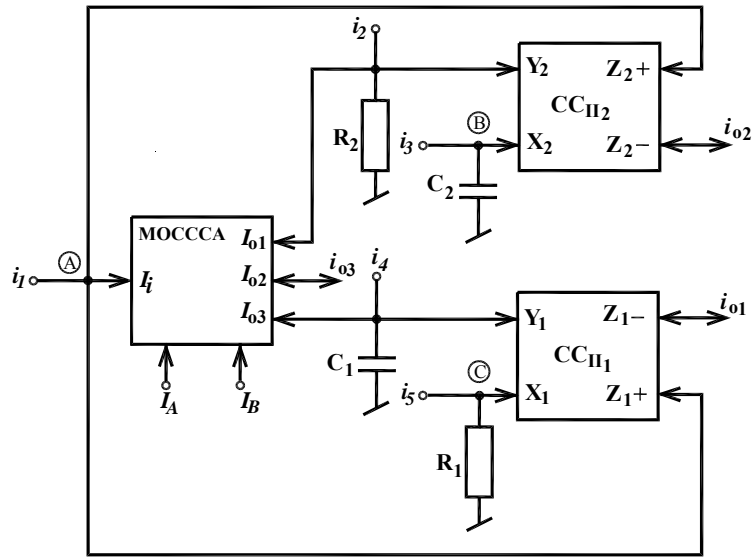 i2
Y2 Z2+
CCII2
R2 i3 B X2 Z2− io2
C2
MOCCCA
Io1
i1 A Ii Io2 io3 i4
Io3 Y1 Z1− io1
CCII1
C1
i5 C X1 Z1+
IA IB
R1